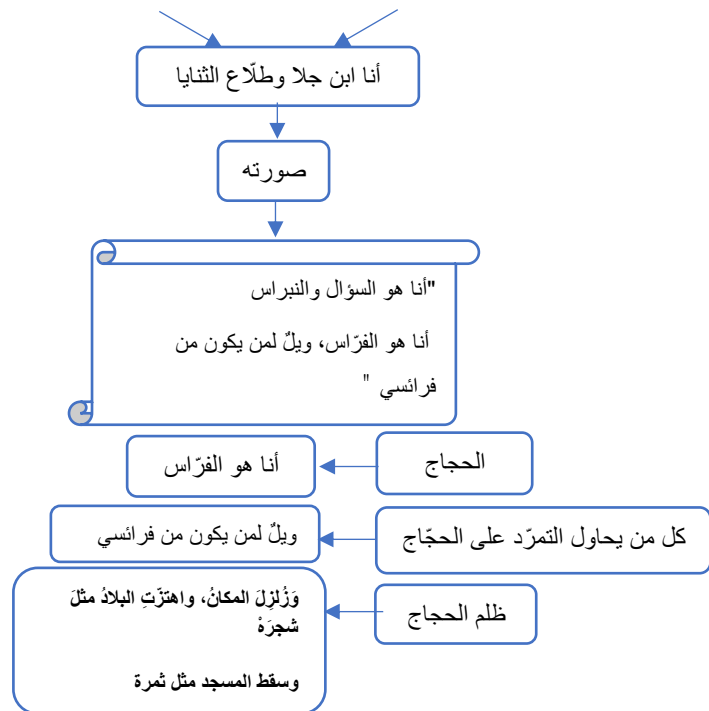 أنا ابن جلا وطلّاع الثنايا
صورته
"أنا هو السؤال والنبراس
أنا هو الفرّاس، ويلٌ لمن يكون من
فرائسي "
الحجاج
أنا هو الفرّاس
كل من يحاول التمرّد على الحجّاج
ويلٌ لمن يكون من فرائسي
ظلم الحجاج
وَزُلزِلَ المكانُ، واهتزّتِ البلادُ مثلَ
شجرَهْ
وسقط المسجد مثل ثمرة